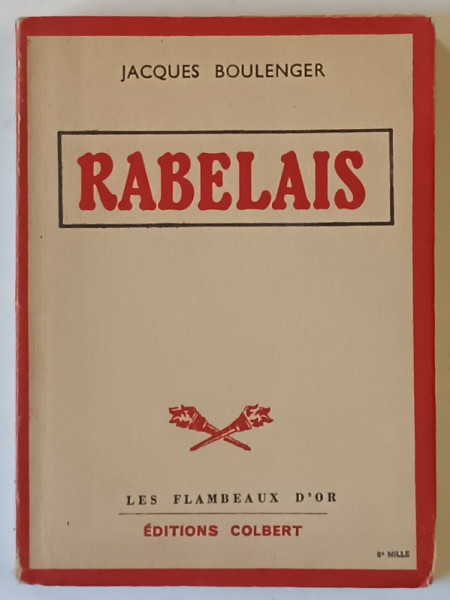 JACQUES BOULENGER
RABELAIS
LES FLAMBEAUX D'OR
ÉDITIONS COLBERT
8e MILLE